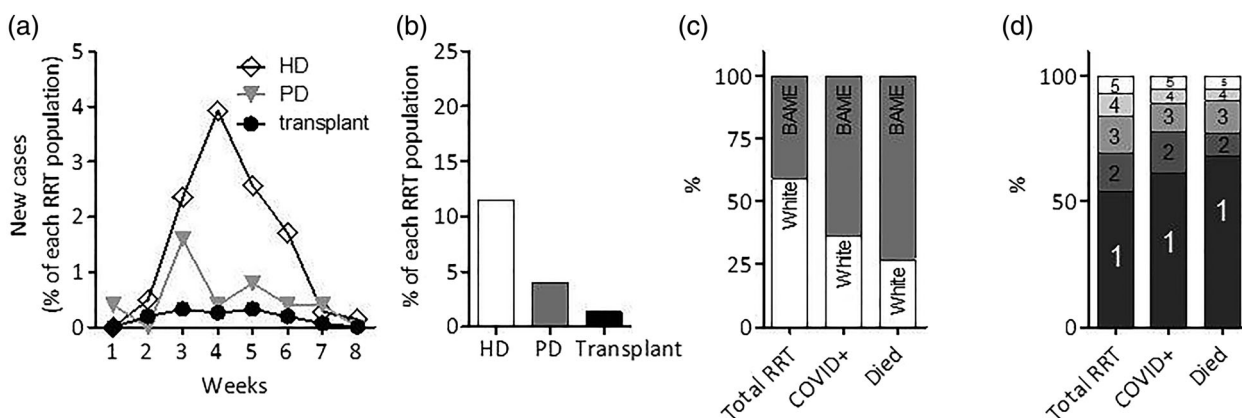 (a)
New cases
(% of each RRT population)
5
4
3
2
1
0
HD
PD
transplant
1 2 3 4 5 6 7 8
Weeks
(b)
% of each RRT population
25
20
15
10
5
0
HD PD Transplant
(c)
%
100
75
50
25
0
BAME BAME BAME
White White White
Total RRT COVID+ Died
(d)
%
100
50
0
5 5 5
4 4 4
3 3 3
2 2 2
1 1 1
Total RRT COVID+ Died